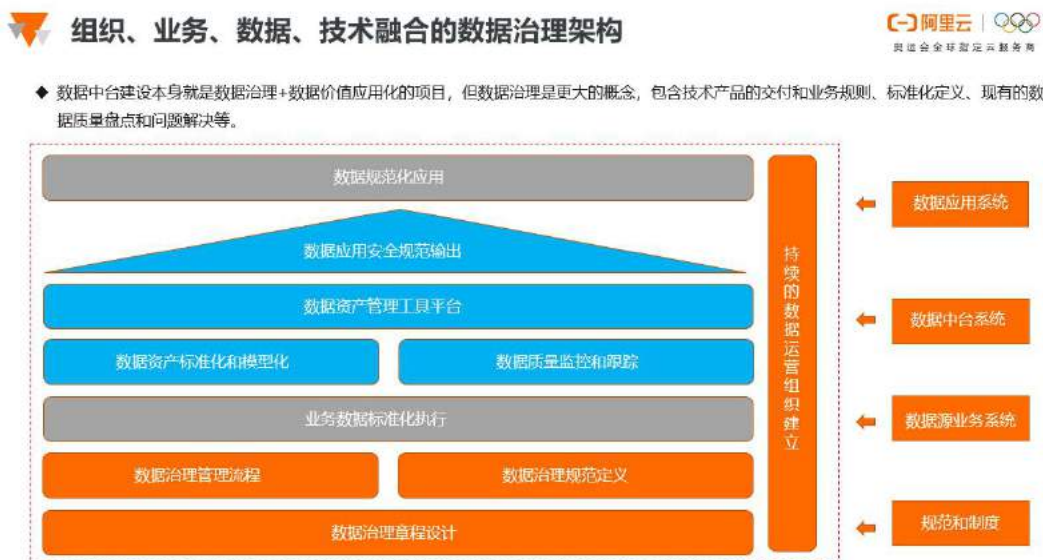 组织、业务、数据、技术融合的数据治理架构
阿里云
奥运会全球指定云服务商
◆ 数据中台建设本身就是数据治理+数据价值应用化的项目，但数据治理是更大的概念，包含技术产品的交付和业务规则、标准化定义、现有的数
据质量盘点和问题解决等。
数据规范化应用
数据应用安全规范输出
数据资产管理工具平台
数据资产标准化和模型化
数据质量监控和跟踪
业务数据标准化执行
数据治理管理流程
数据治理规范定义
数据治理章程设计
持续的数据运营组织建立
数据应用系统
数据中台系统
数据源业务系统
规范和制度